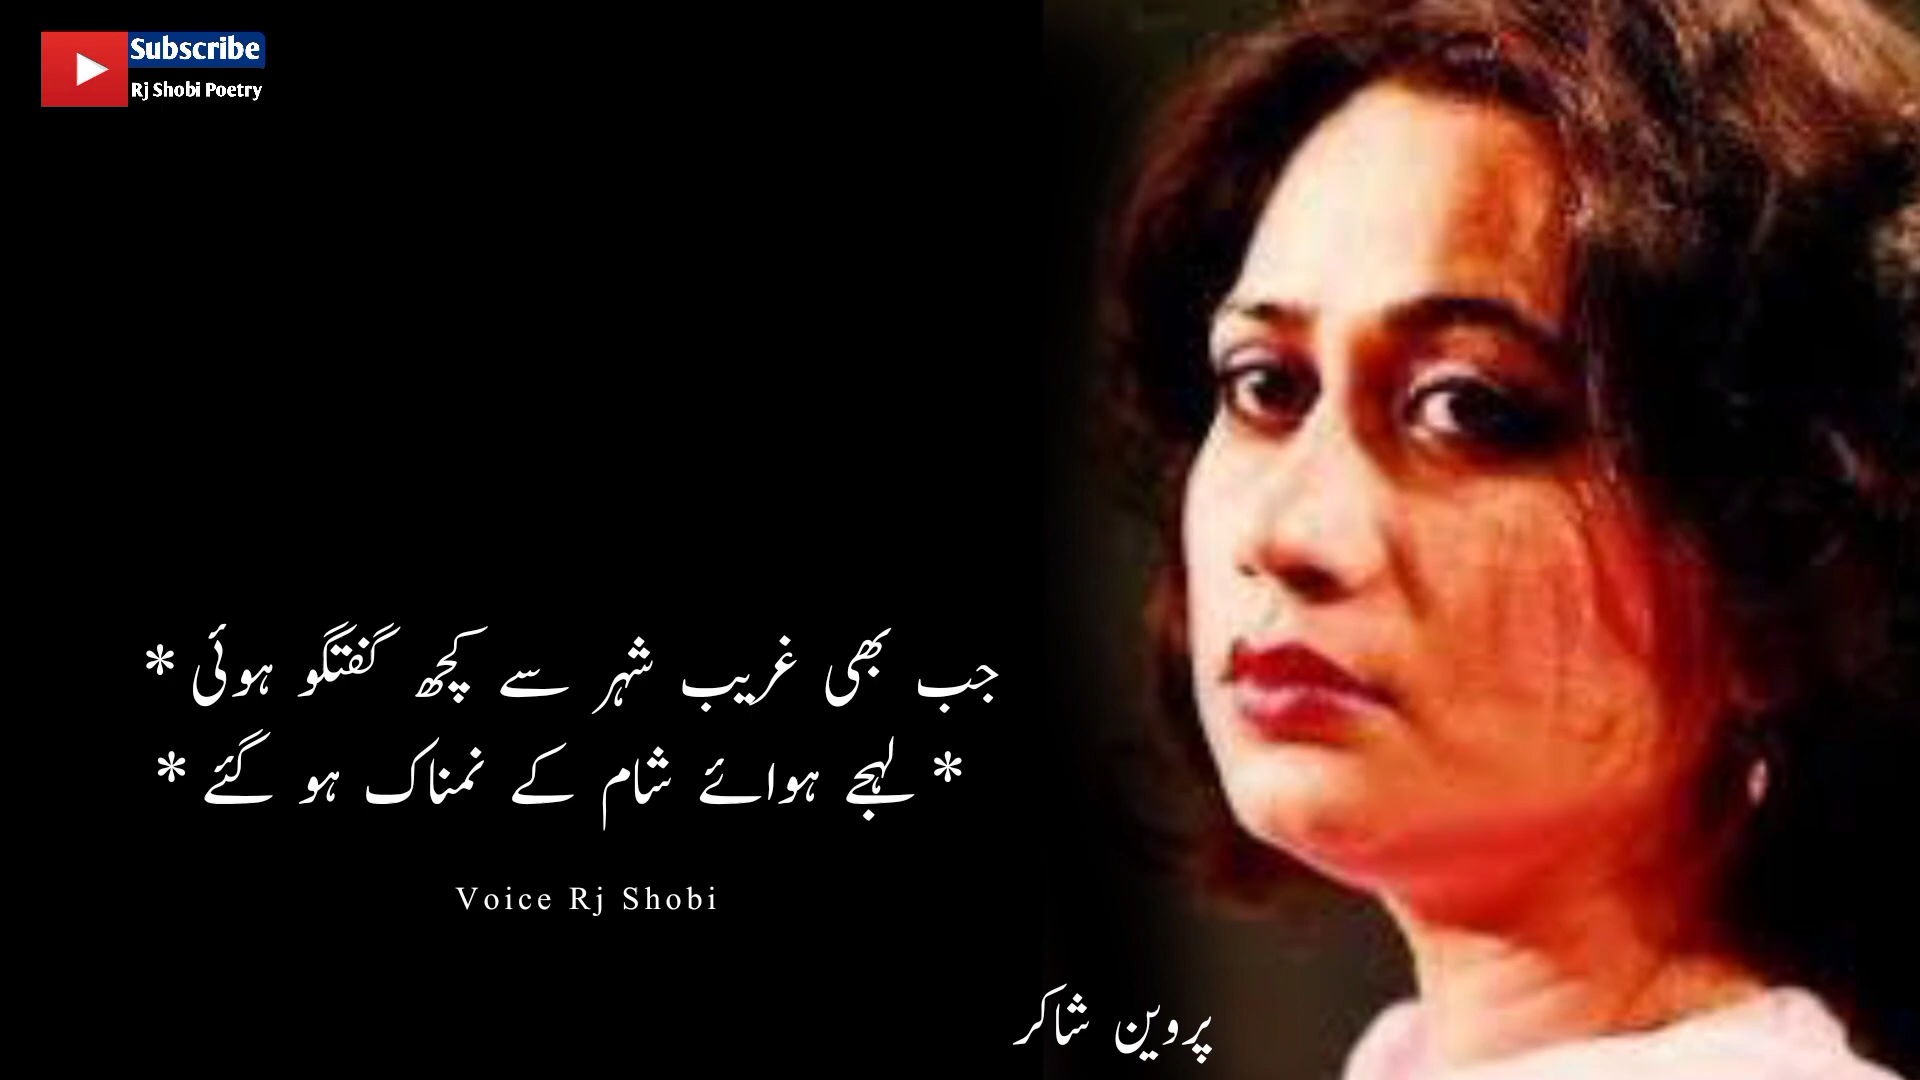 Subscribe
Rj Shobi Poetry
جب بھی غریب شہر سے کچھ گفتگو ہوئی *
* لہجے ہوائے شام کے نمناک ہو گئے *
Voice Rj Shobi
پروین شاکر